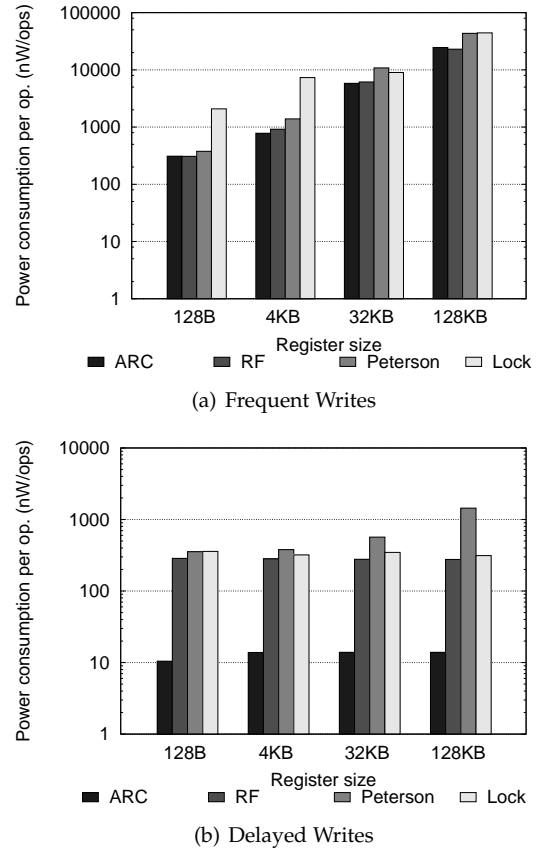 Power consumption per op. (nW/ops)
100000
10000
1000
100
10
1
128B 4KB 32KB 128KB
Register size
ARC RF Peterson Lock
(a) Frequent Writes
Power consumption per op. (nW/ops)
10000
1000
100
10
1
128B 4KB 32KB 128KB
Register size
ARC RF Peterson Lock
(b) Delayed Writes